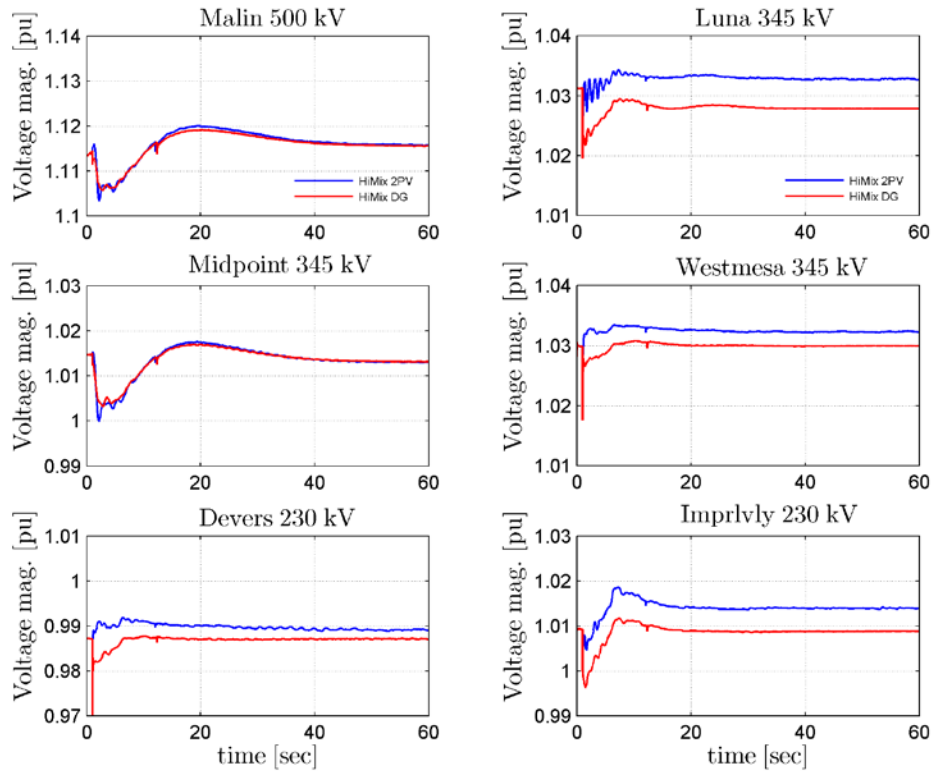 Malin 500 kV
Voltage mag. [pu]
1.14
1.13
1.12
1.11
1.1
HiMix 2PV
HiMix DG
0 20 40 60
Luna 345 kV
Voltage mag. [pu]
1.04
1.03
1.02
1.01
HiMix 2PV
HiMix DG
0 20 40 60
Midpoint 345 kV
Voltage mag. [pu]
1.03
1.02
1.01
1
0.99
0 20 40 60
Westmesa 345 kV
Voltage mag. [pu]
1.04
1.03
1.02
1.01
0 20 40 60
Devers 230 kV
Voltage mag. [pu]
1.01
1
0.99
0.98
0.97
0 20 40 60
time [sec]
Imprlvly 230 kV
Voltage mag. [pu]
1.03
1.02
1.01
1
0.99
0 20 40 60
time [sec]